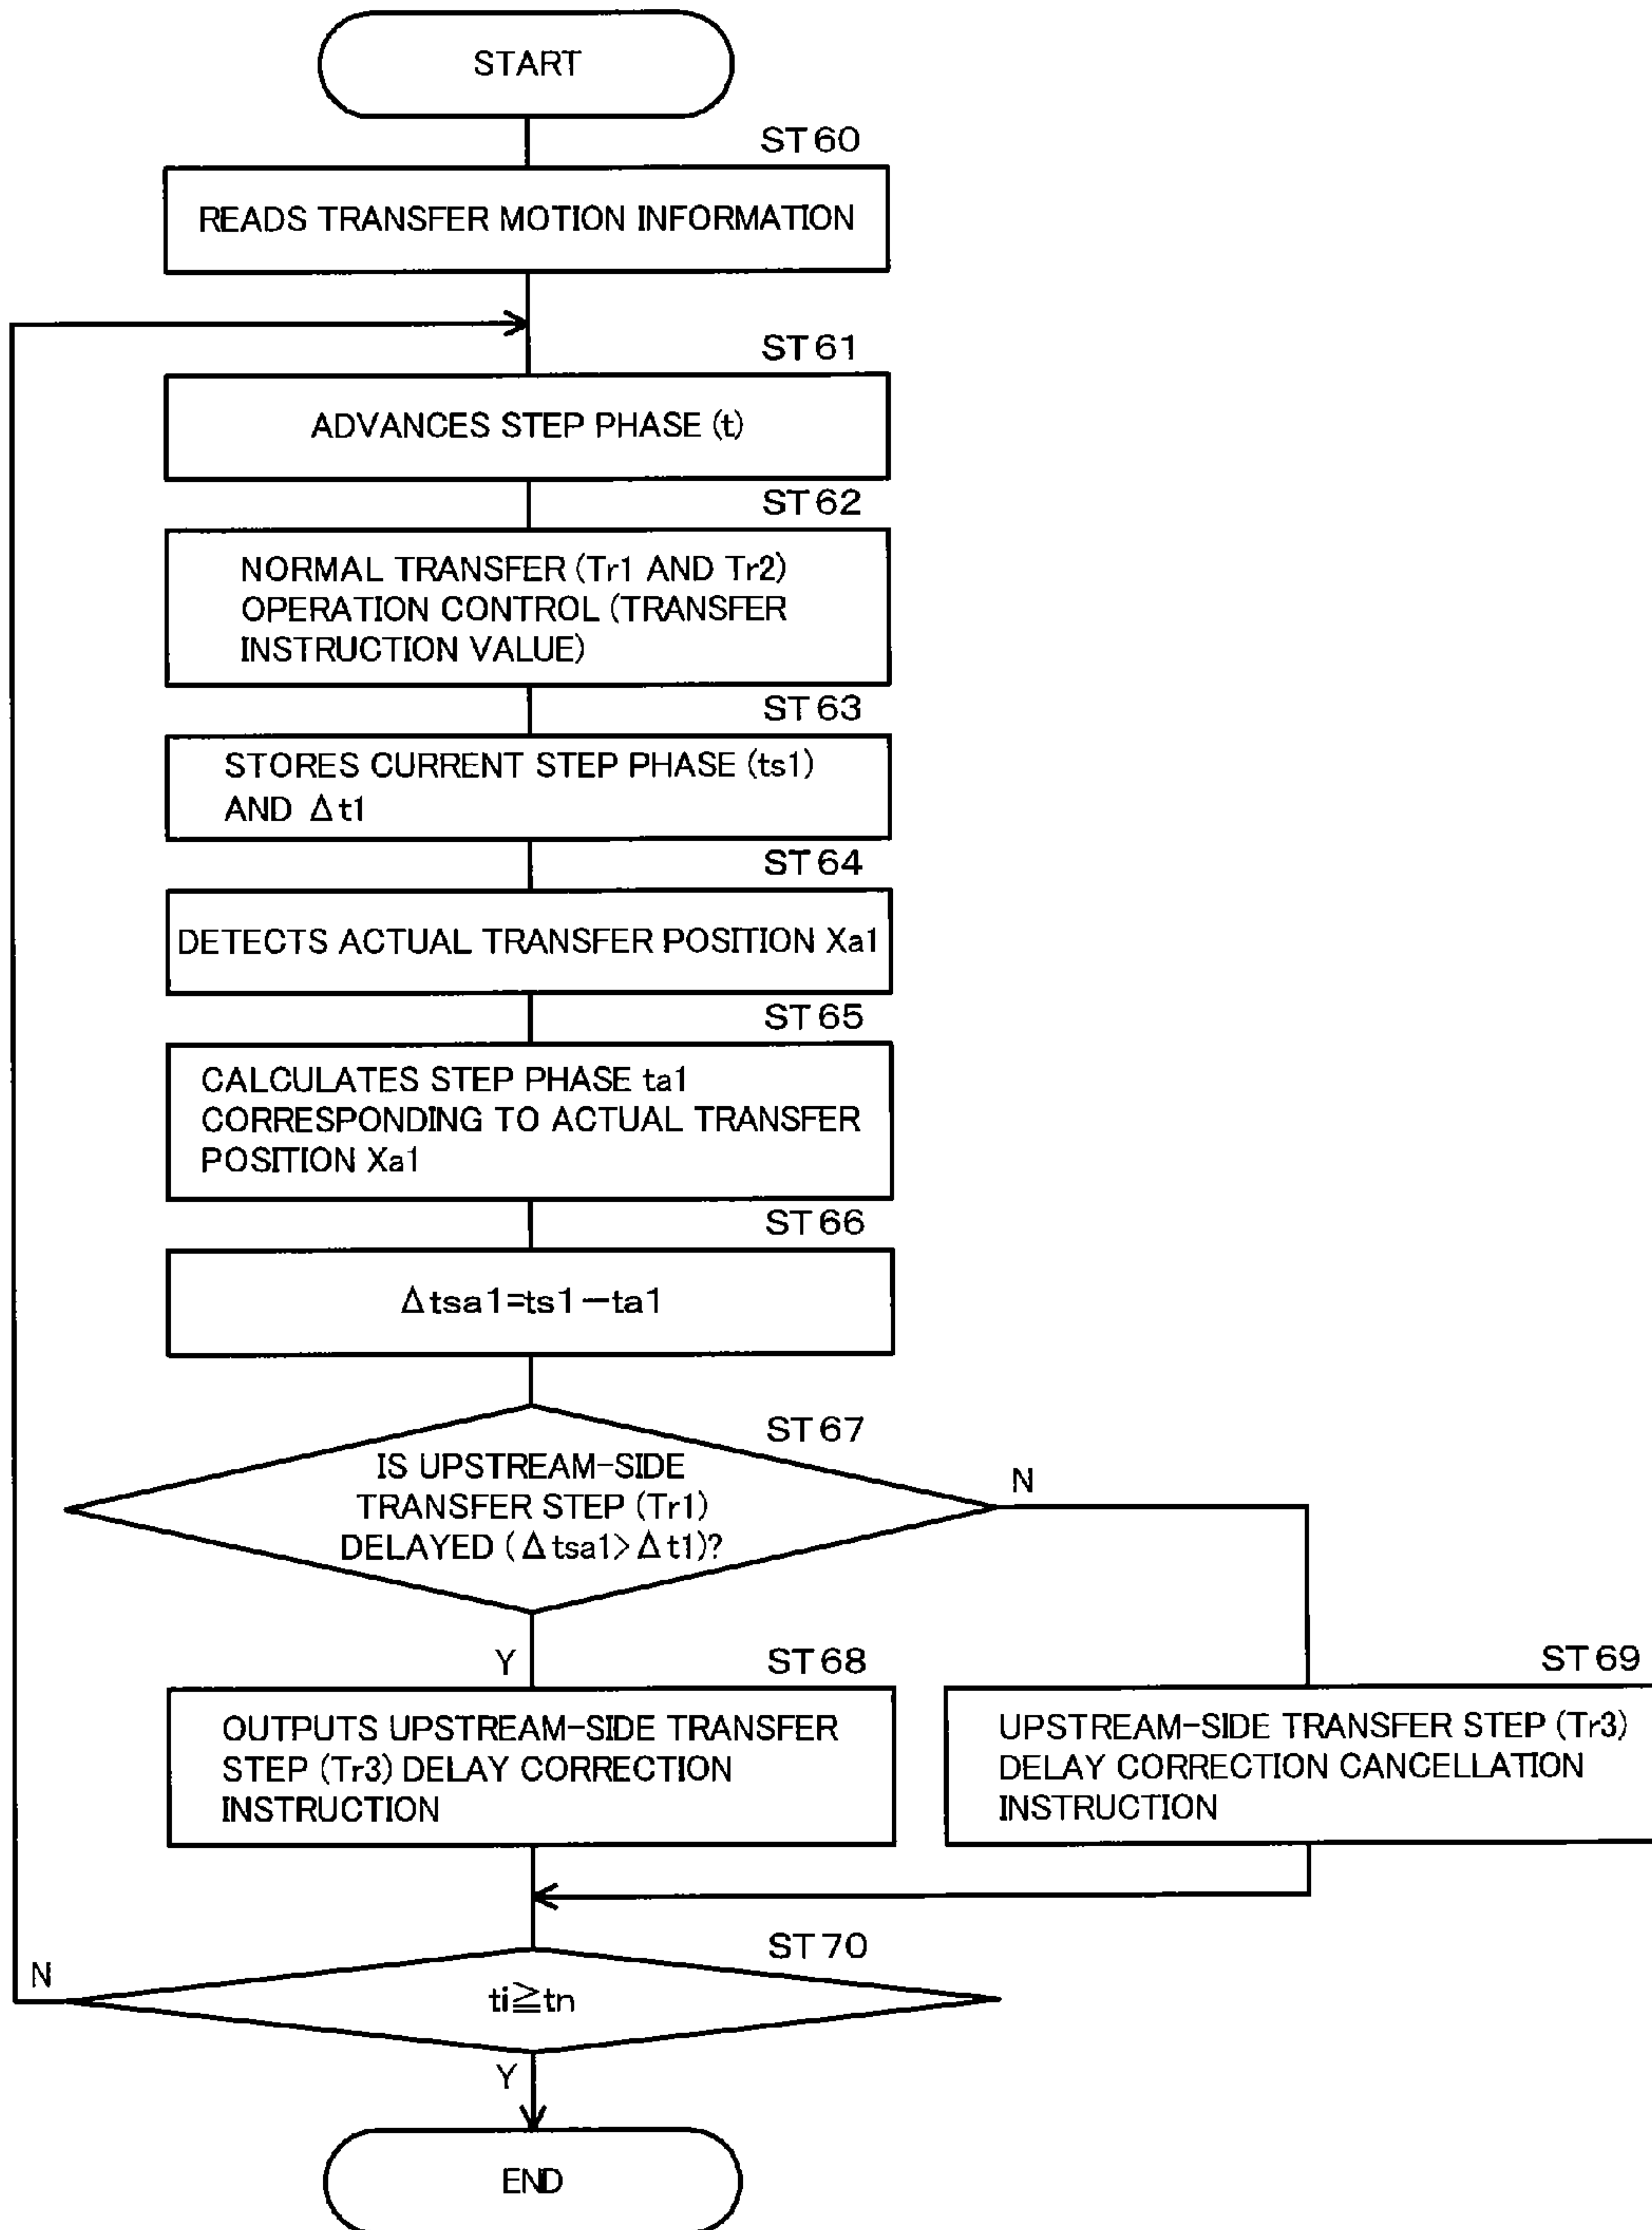 START
ST60
READS TRANSFER MOTION INFORMATION
ST61
ADVANCES STEP PHASE (t)
ST62
NORMAL TRANSFER (Tr1 AND Tr2)
OPERATION CONTROL (TRANSFER
INSTRUCTION VALUE)
ST63
STORES CURRENT STEP PHASE (ts1)
AND Δt1
ST64
DETECTS ACTUAL TRANSFER POSITION Xa1
ST65
CALCULATES STEP PHASE ta1
CORRESPONDING TO ACTUAL TRANSFER
POSITION Xa1
ST66
Δtsa1=ts1−ta1
ST67
IS UPSTREAM-SIDE
TRANSFER STEP (Tr1)
DELAYED (Δtsa1>Δt1)?
N
Y
ST68
OUTPUTS UPSTREAM-SIDE TRANSFER
STEP (Tr3) DELAY CORRECTION
INSTRUCTION
ST69
UPSTREAM-SIDE TRANSFER STEP (Tr3)
DELAY CORRECTION CANCELLATION
INSTRUCTION
ST70
N
ti≧tn
Y
END